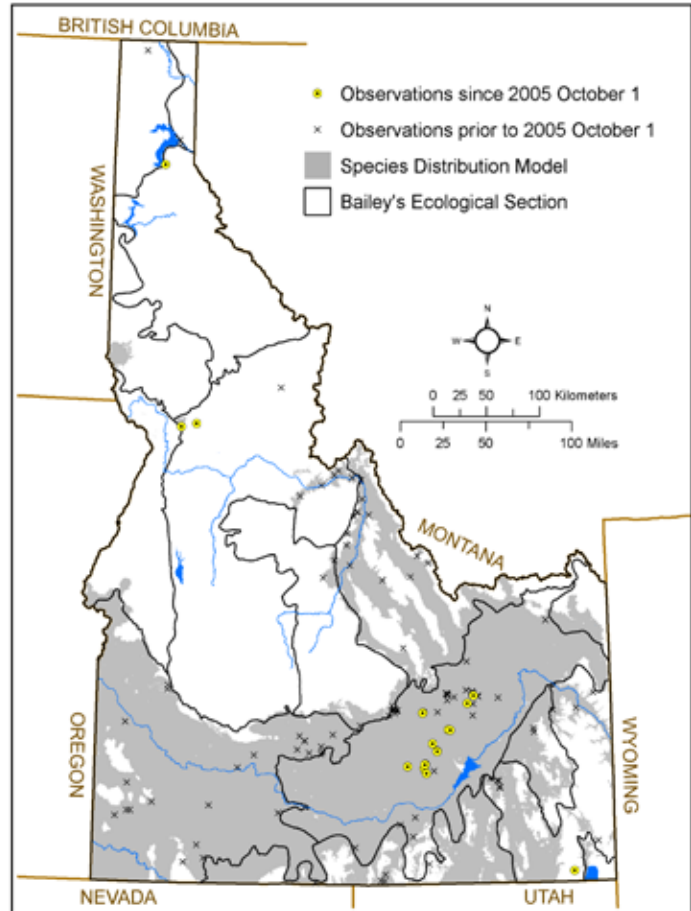 BRITISH COLUMBIA
Observations since 2005 October 1
Observations prior to 2005 October 1
Species Distribution Model
Bailey's Ecological Section
WASHINGTON
N
W E
S
0 25 50 100 Kilometers
0 25 50 100 Miles
MONTANA
OREGON
WYOMING
NEVADA
UTAH